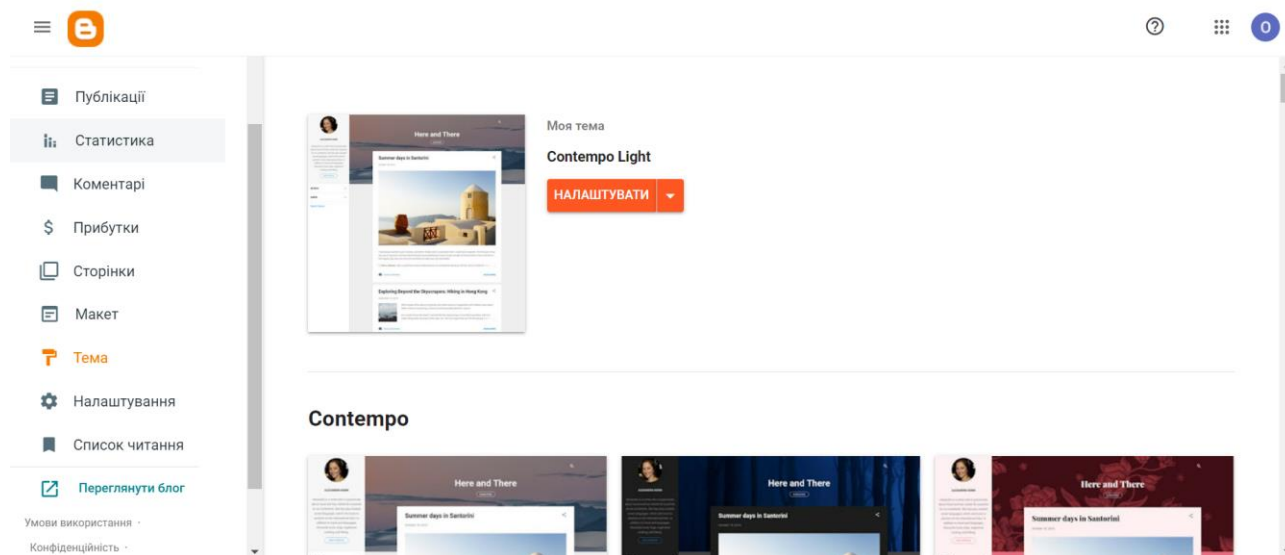 O
Публікації
Статистика
Коментарі
Прибутки
Сторінки
Макет
Тема
Налаштування
Список читання
Переглянути блог
Умови використання ·
Конфіденційність ·
Моя тема
Contempo Light
НАЛАШТУВАТИ
Here and There
Summer days in Santorini
Exploring Beyond the Skyscrapers: Hiking in Hong Kong
Contempo
Here and There
Summer days in Santorini
Here and There
Summer days in Santorini
Here and There
Summer days in Santorini